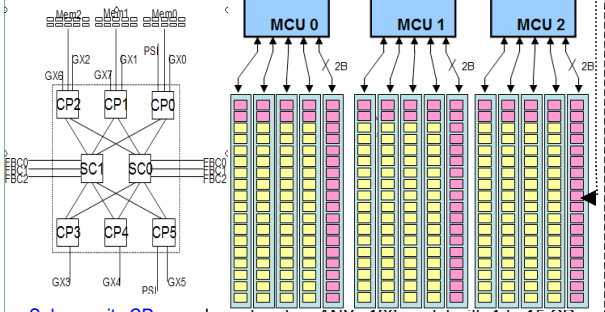 Mem2 Mem1 Mem0
MCU 0 MCU 1 MCU 2
PSI
GX2 GX1 GX0
GX6 GX7
2B 2B 2B
CP2 CP1 CP0
SC1 SC0
FBC0 FBC0
FBC1 FBC1
FBC2 FBC2
CP3 CP4 CP5
GX3 GX4 GX5
PSI